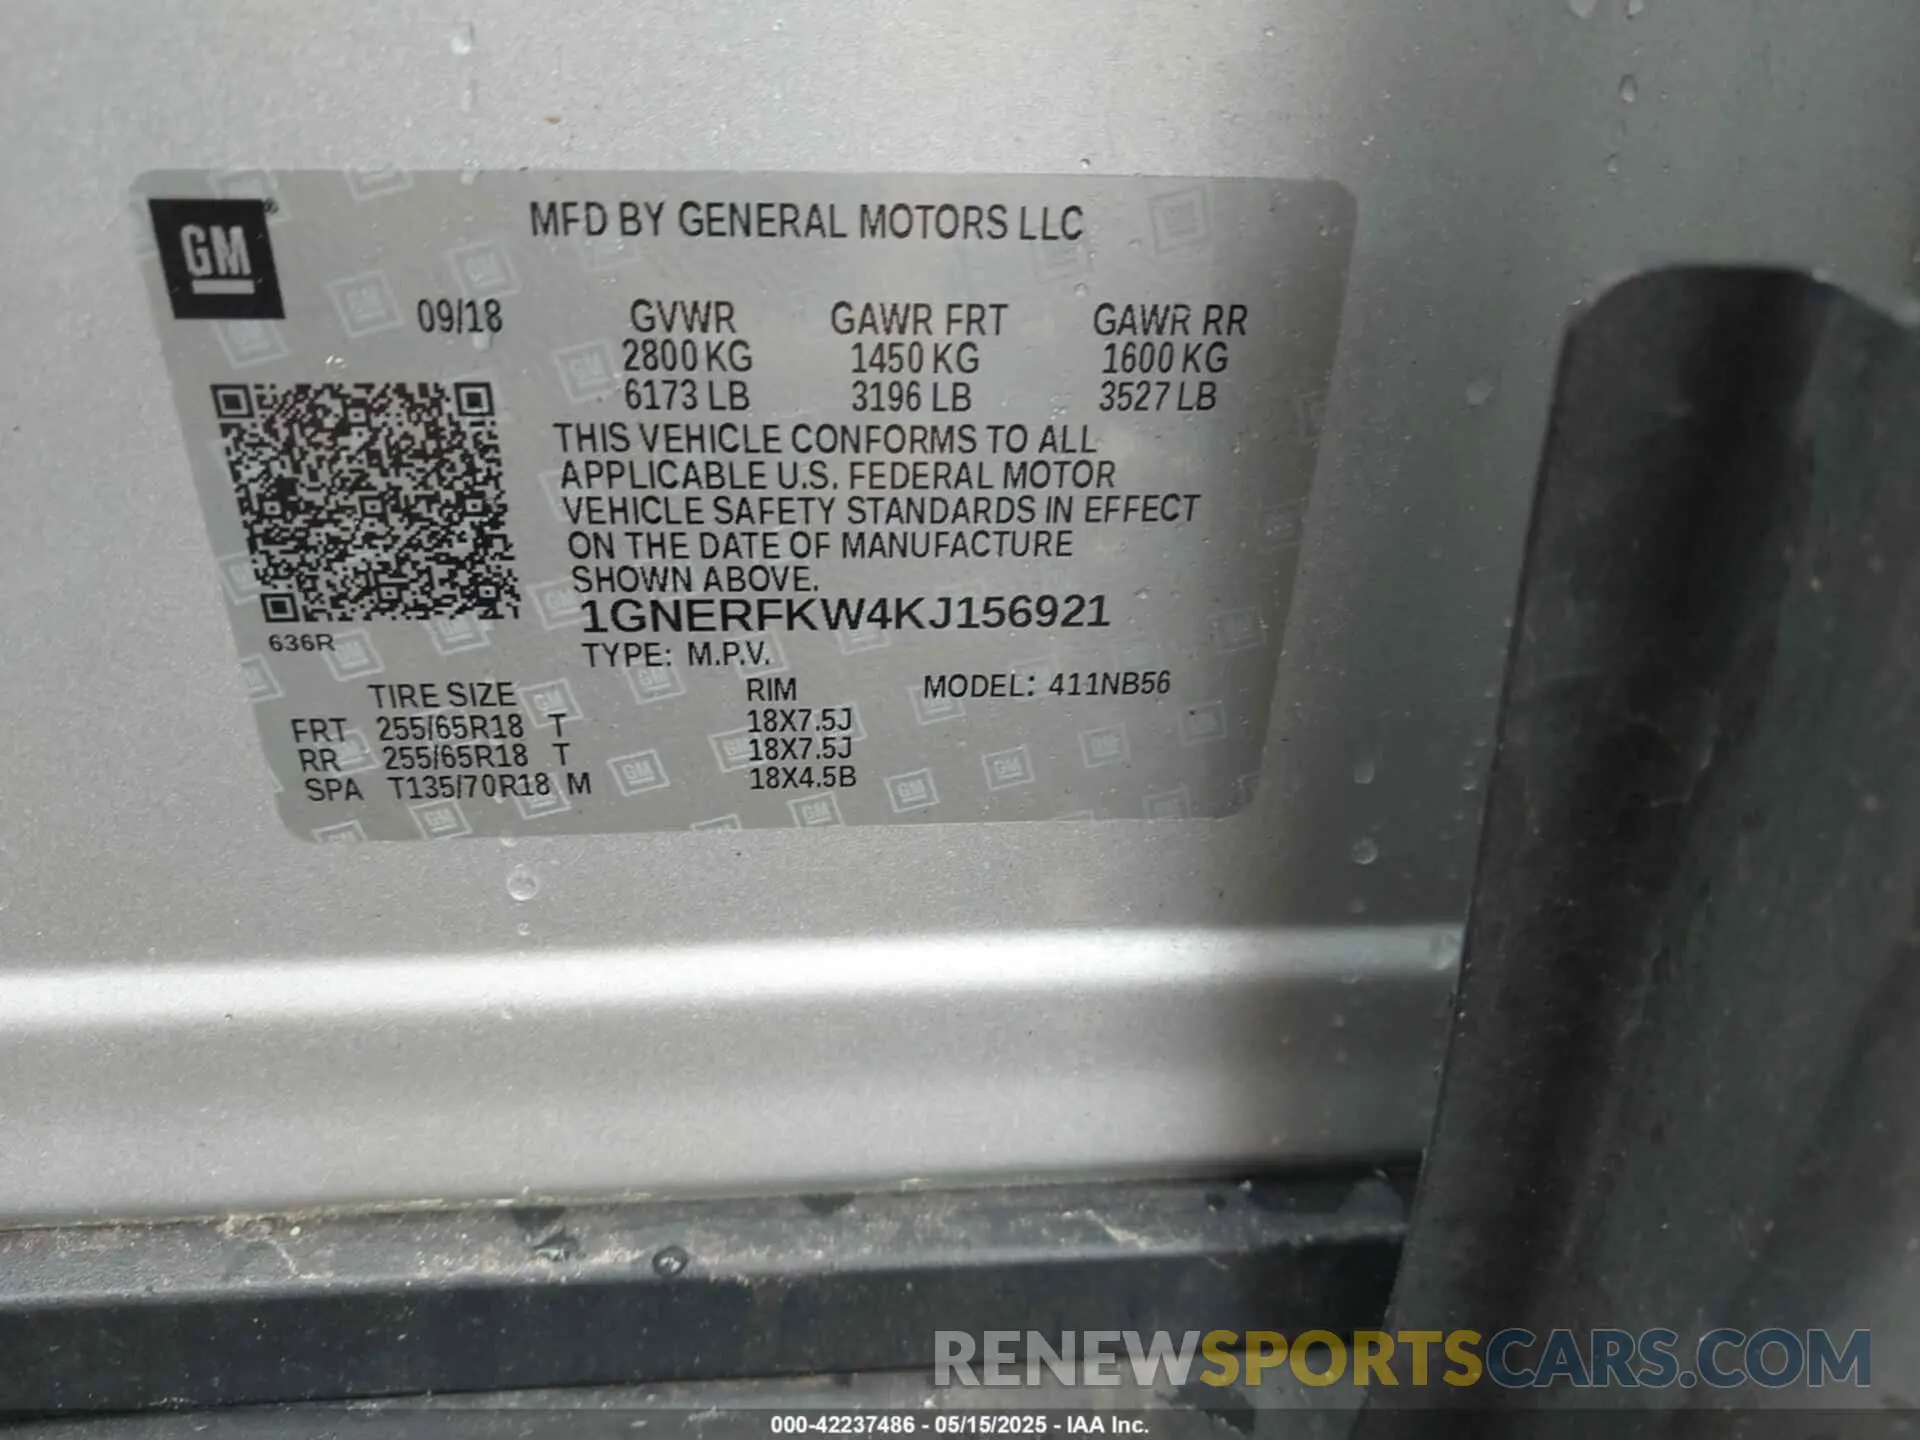 GM®
MFD BY GENERAL MOTORS LLC
09/18 GVWR GAWR FRT GAWR RR
2800 KG 1450 KG 1600 KG
6173 LB 3196 LB 3527 LB
THIS VEHICLE CONFORMS TO ALL
APPLICABLE U.S. FEDERAL MOTOR
VEHICLE SAFETY STANDARDS IN EFFECT
ON THE DATE OF MANUFACTURE
SHOWN ABOVE.
1GNERFKW4KJ156921
636R
TYPE: M.P.V.
TIRE SIZE RIM MODEL: 411NB56
FRT 255/65R18 T 18X7.5J
RR 255/65R18 T 18X7.5J
SPA T135/70R18 M 18X4.5B
RENEWSPORTSCARS.COM
000-42237486 - 05/15/2025 - IAA Inc.